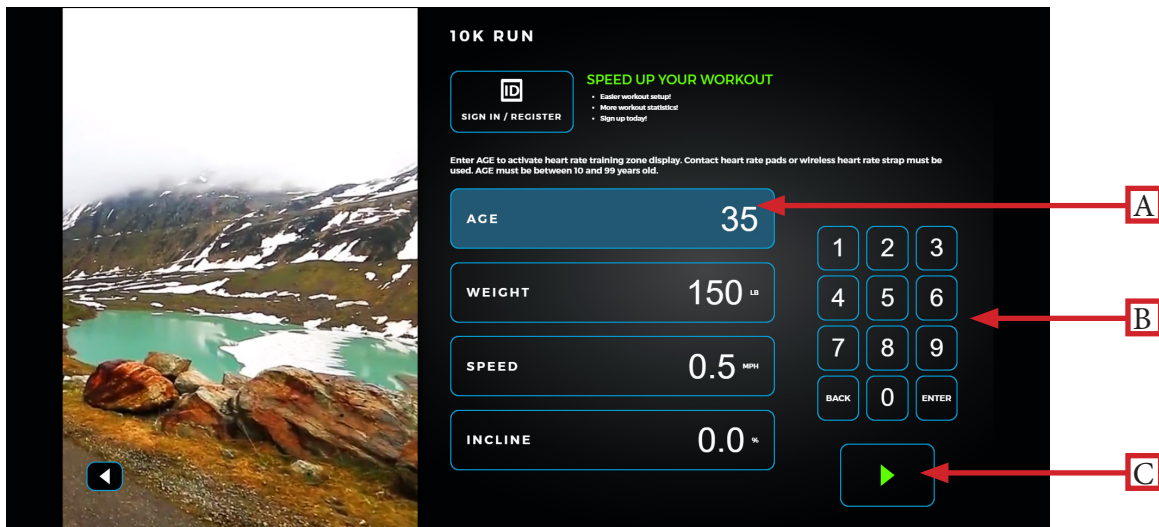 10K RUN
ID
SIGN IN / REGISTER
SPEED UP YOUR WORKOUT
• Easier workout setup!
• More workout statistics!
• Sign up today!
Enter AGE to activate heart rate training zone display. Contact heart rate pads or wireless heart rate strap must be
used. AGE must be between 10 and 99 years old.
AGE 35
A
WEIGHT 150 LB
SPEED 0.5 MPH
INCLINE 0.0 %
1 2 3
4 5 6
B
7 8 9
BACK 0 ENTER
C